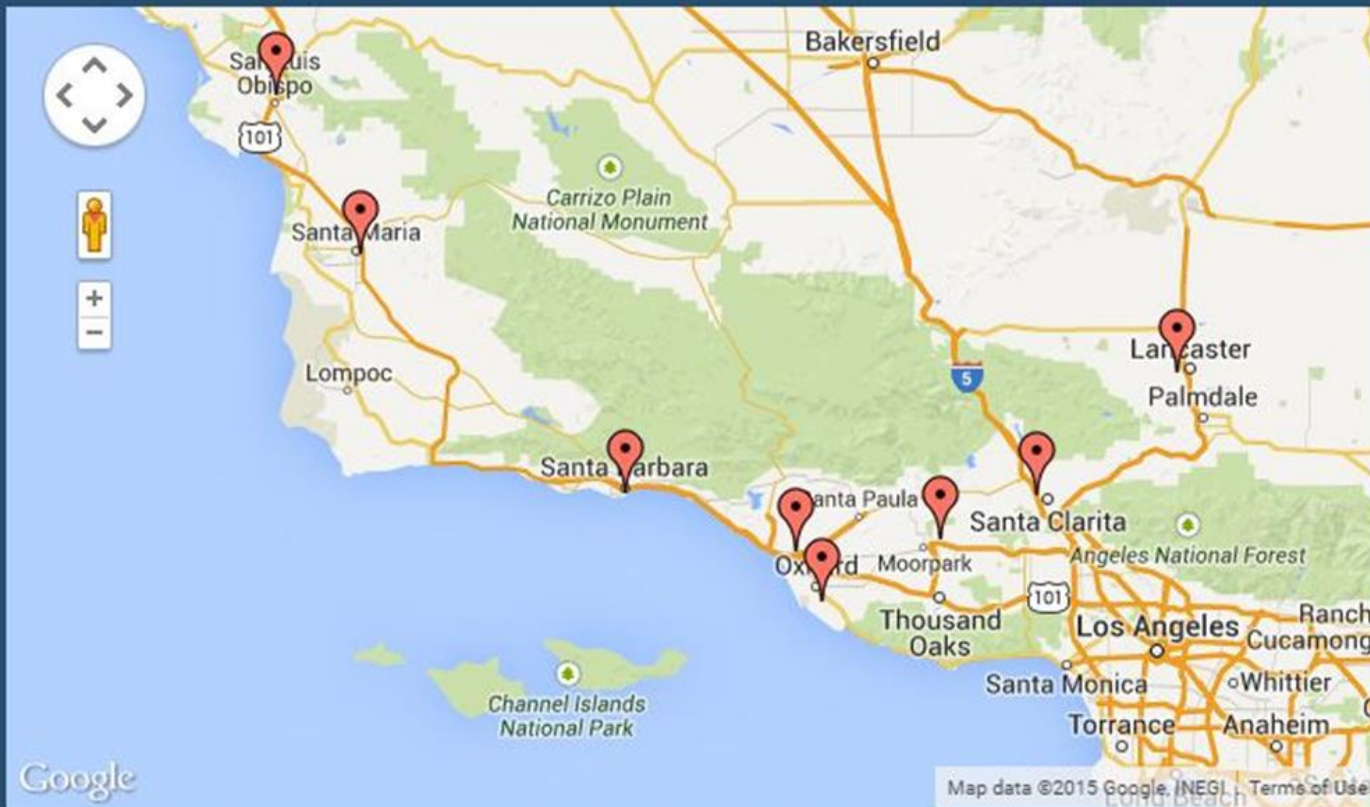 San Luis
Obispo
101
Bakersfield
Carrizo Plain
National Monument
Santa Maria
Lompoc
Lancaster
5
Palmdale
Santa Barbara
Santa Paula
Santa Clarita
Oxnard
Moorpark
Angeles National Forest
101
Thousand
Oaks
Los Angeles
Ranch
Cucamong
Santa Monica
Whittier
Channel Islands
National Park
Torrance
Anaheim
Google
Map data ©2015 Google, INEGI
Terms of Use
Long Beach